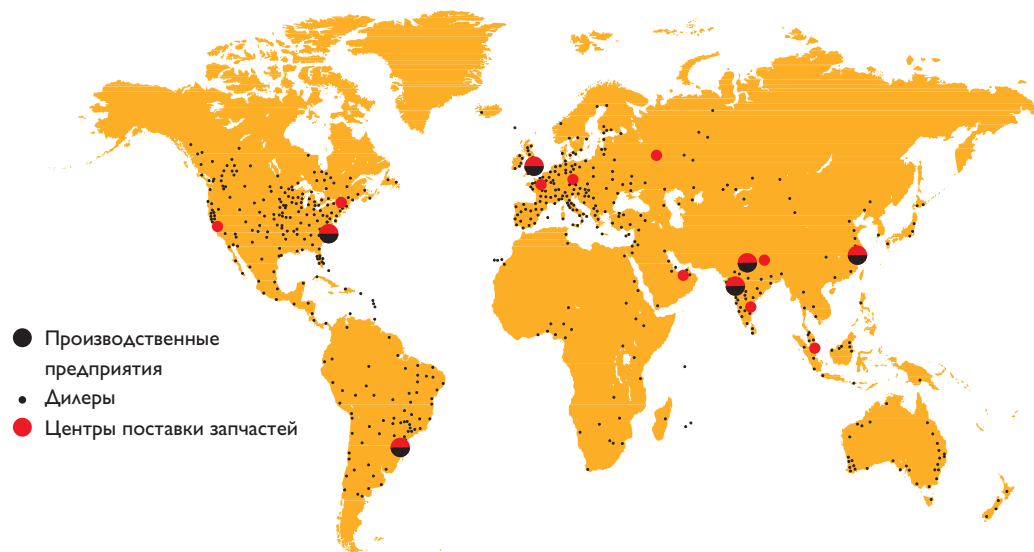 Производственные
предприятия
Дилеры
Центры поставки запчастей